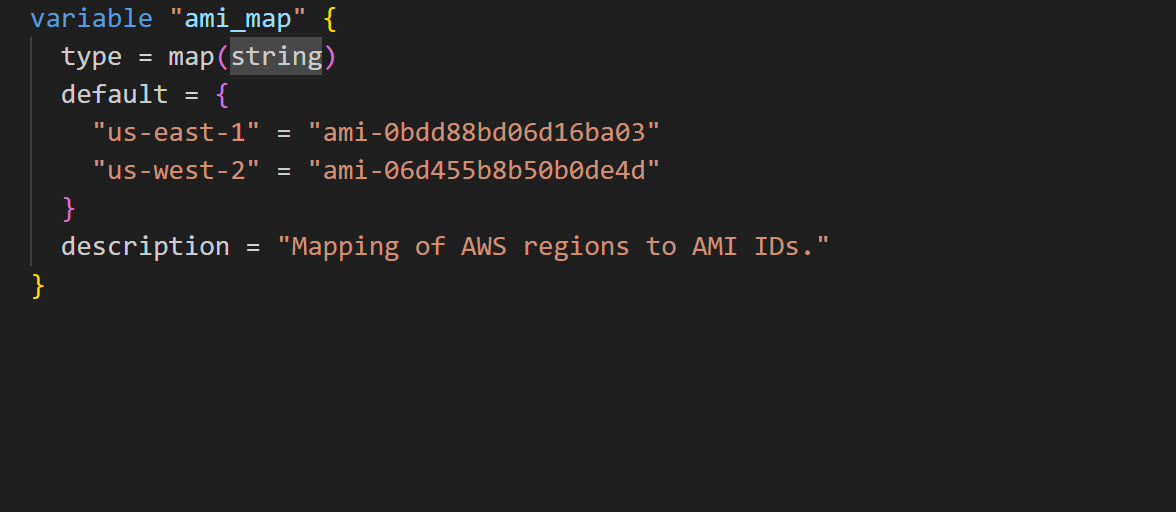 variable "ami_map" {
  type = map(string)
  default = {
    "us-east-1" = "ami-0bdd88bd06d16ba03"
    "us-west-2" = "ami-06d455b8b50b0de4d"
  }
  description = "Mapping of AWS regions to AMI IDs."
}